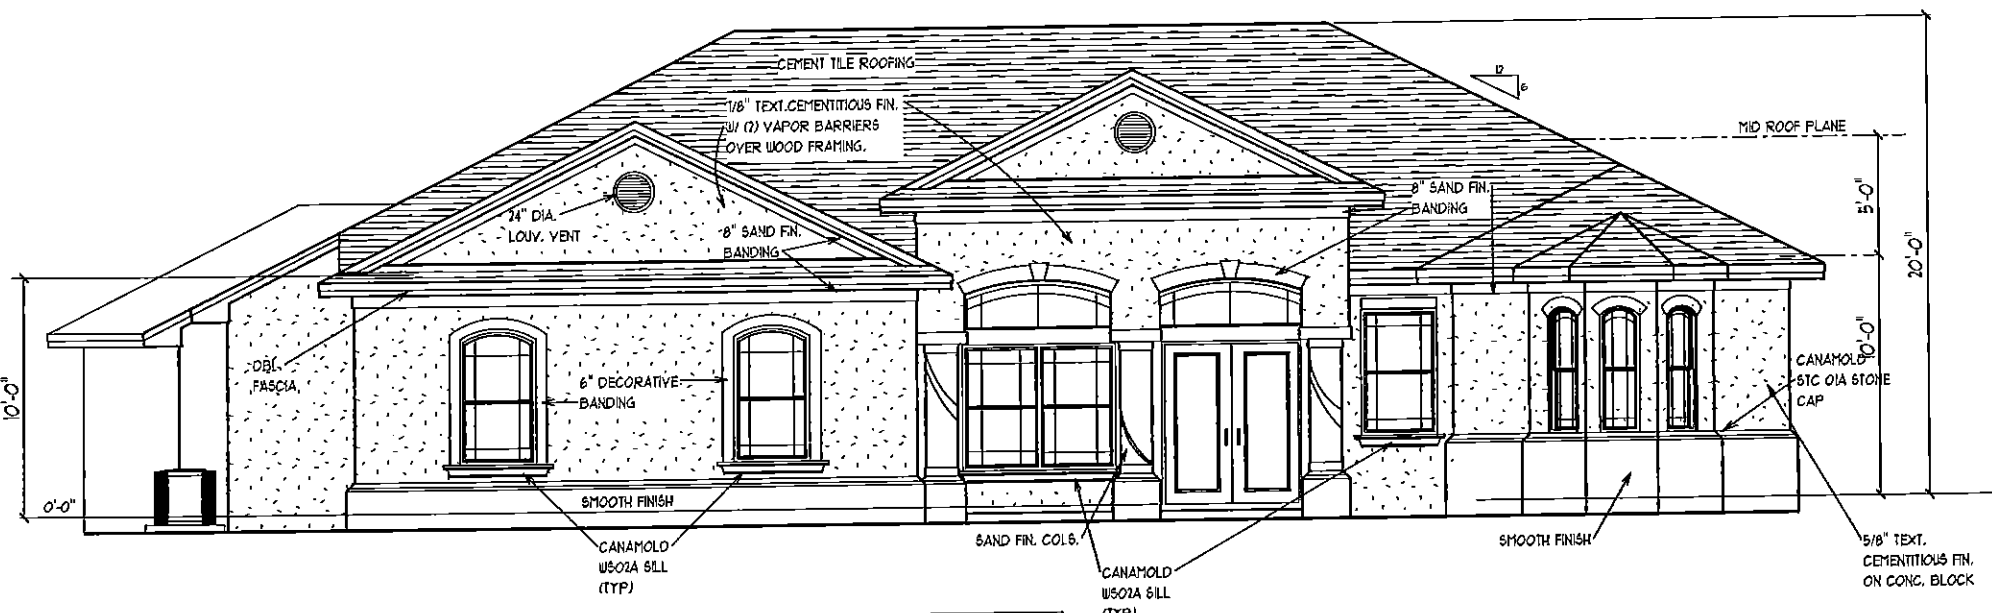 CEMENT TILE ROOFING
12
6
7/8" TEXT.CEMENTITIOUS FIN.
W/ (2) VAPOR BARRIERS
OVER WOOD FRAMING.
MID ROOF PLANE
5'-0"
20'-0"
10'-0"
8" SAND FIN.
BANDING
24" DIA.
LOUV. VENT
8" SAND FIN.
BANDING
10'-0"
0'-0"
DBL.
FASCIA
6" DECORATIVE
BANDING
CANAMOLD
STC 01A STONE
CAP
SMOOTH FINISH
CANAMOLD
WS02A SILL
(TYP)
SAND FIN. COLS.
CANAMOLD
WS02A SILL
(TYP)
SMOOTH FINISH
5/8" TEXT.
CEMENTITIOUS FIN.
ON CONC. BLOCK